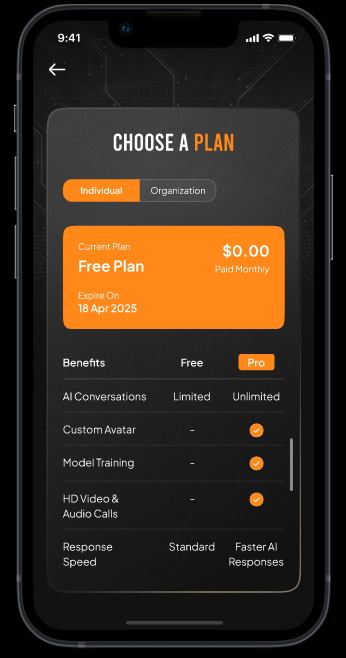 9:41
CHOOSE A PLAN
Individual Organization
Current Plan
Free Plan
$0.00
Paid Monthly
Expire On
18 Apr 2025
Benefits Free Pro
AI Conversations Limited Unlimited
Custom Avatar -
Model Training -
HD Video & -
Audio Calls
Response Standard Faster AI
Speed Responses